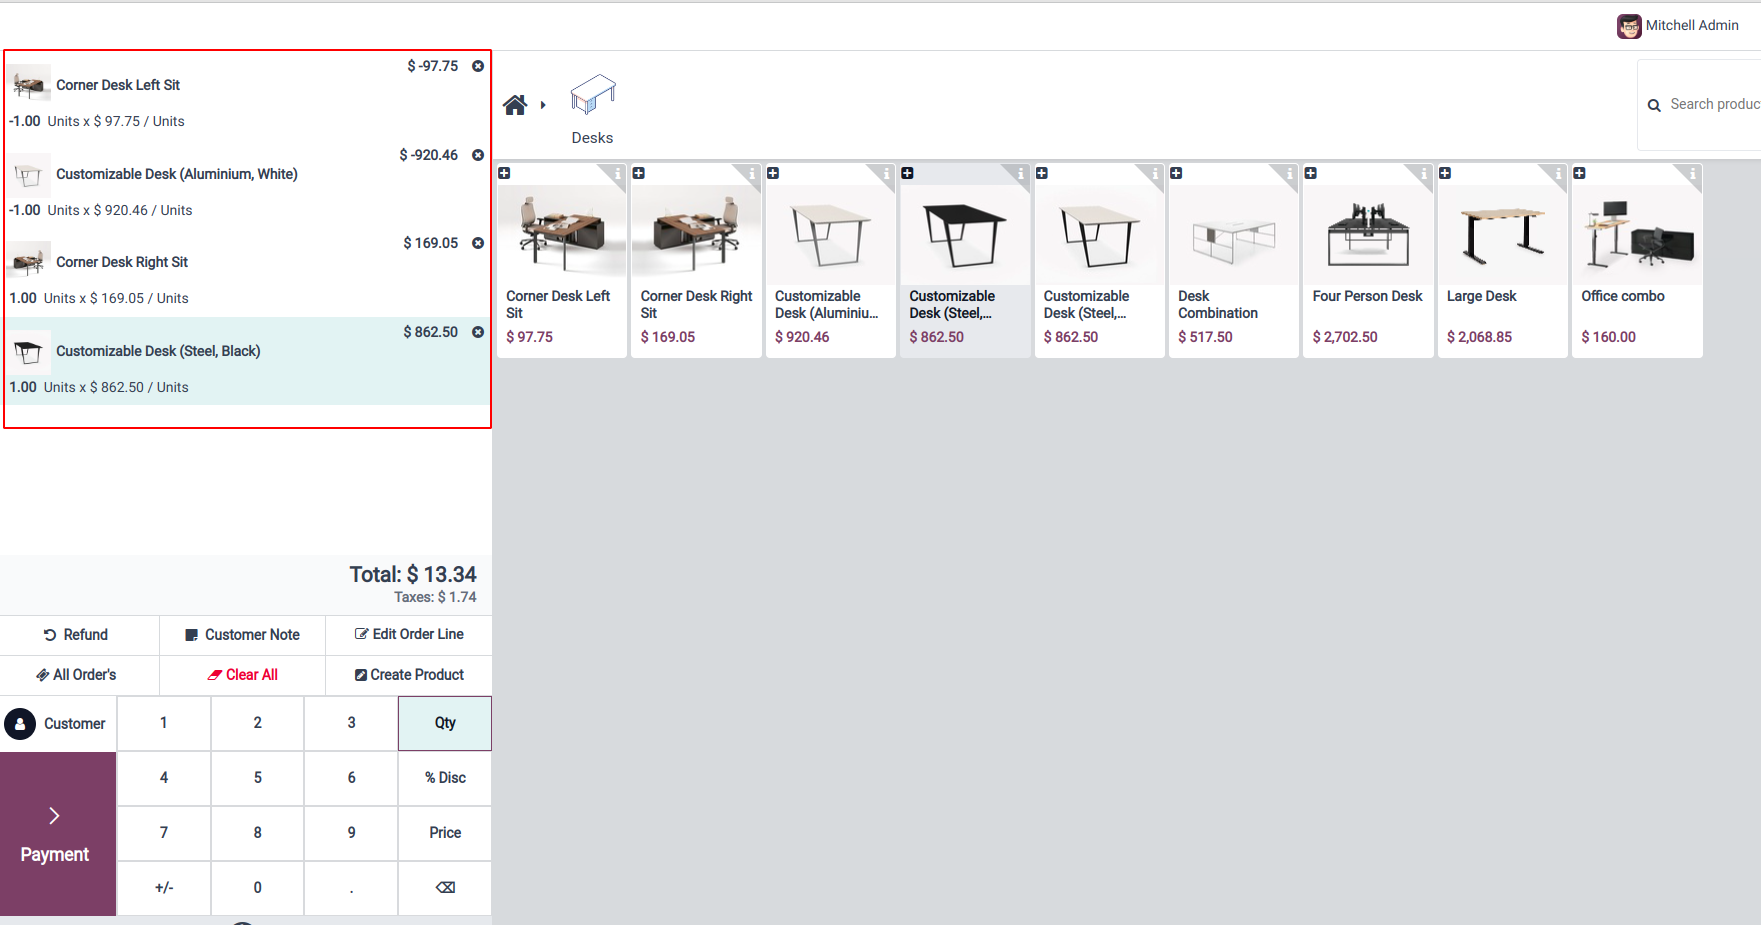 Mitchell Admin
$ -97.75
Corner Desk Left Sit
-1.00 Units x $ 97.75 / Units
$ -920.46
Customizable Desk (Aluminium, White)
-1.00 Units x $ 920.46 / Units
$ 169.05
Corner Desk Right Sit
1.00 Units x $ 169.05 / Units
$ 862.50
Customizable Desk (Steel, Black)
1.00 Units x $ 862.50 / Units
Total: $ 13.34
Taxes: $ 1.74
Refund
Customer Note
Edit Order Line
All Order's
Clear All
Create Product
Customer
1 2 3 Qty
4 5 6 % Disc
Payment
7 8 9 Price
+/- 0 .
Desks
Search produc
Corner Desk Left
Sit
$ 97.75
Corner Desk Right
Sit
$ 169.05
Customizable
Desk (Aluminiu...
$ 920.46
Customizable
Desk (Steel,...
$ 862.50
Customizable
Desk (Steel,...
$ 862.50
Desk
Combination
$ 517.50
Four Person Desk
$ 2,702.50
Large Desk
$ 2,068.85
Office combo
$ 160.00